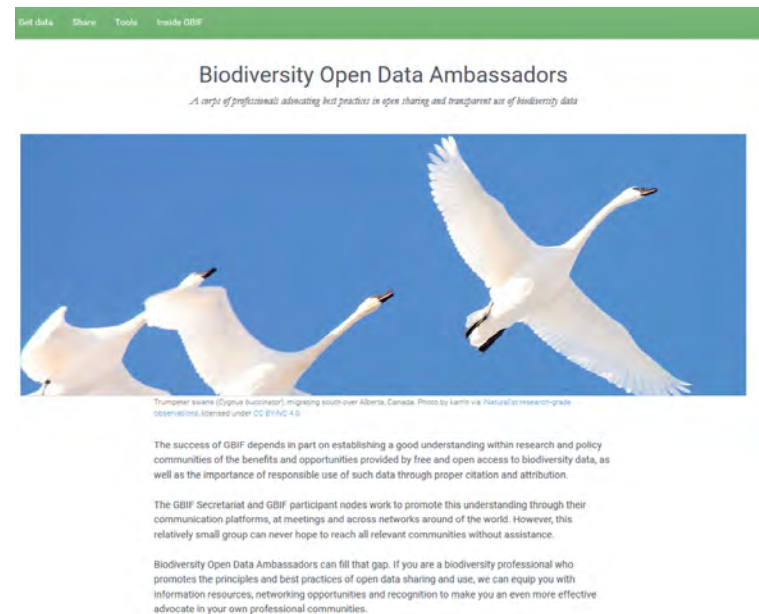 Get data Share Tools Inside GBIF
Biodiversity Open Data Ambassadors
A corps of professionals advocating best practices in open sharing and transparent use of biodiversity data
Trumpeter swans (Cygnus buccinator), migrating south over Alberta, Canada. Photo by via iNaturalist research-grade
observations, licensed under CC BY-NC 4.0
The success of GBIF depends in part on establishing a good understanding within research and policy
communities of the benefits and opportunities provided by free and open access to biodiversity data, as
well as the importance of responsible use of such data through proper citation and attribution.
The GBIF Secretariat and GBIF participant nodes work to promote this understanding through their
communication platforms, at meetings and across networks around of the world. However, this
relatively small group can never hope to reach all relevant communities without assistance.
Biodiversity Open Data Ambassadors can fill that gap. If you are a biodiversity professional who
promotes the principles and best practices of open data sharing and use, we can equip you with
information resources, networking opportunities and recognition to make you an even more effective
advocate in your own professional communities.